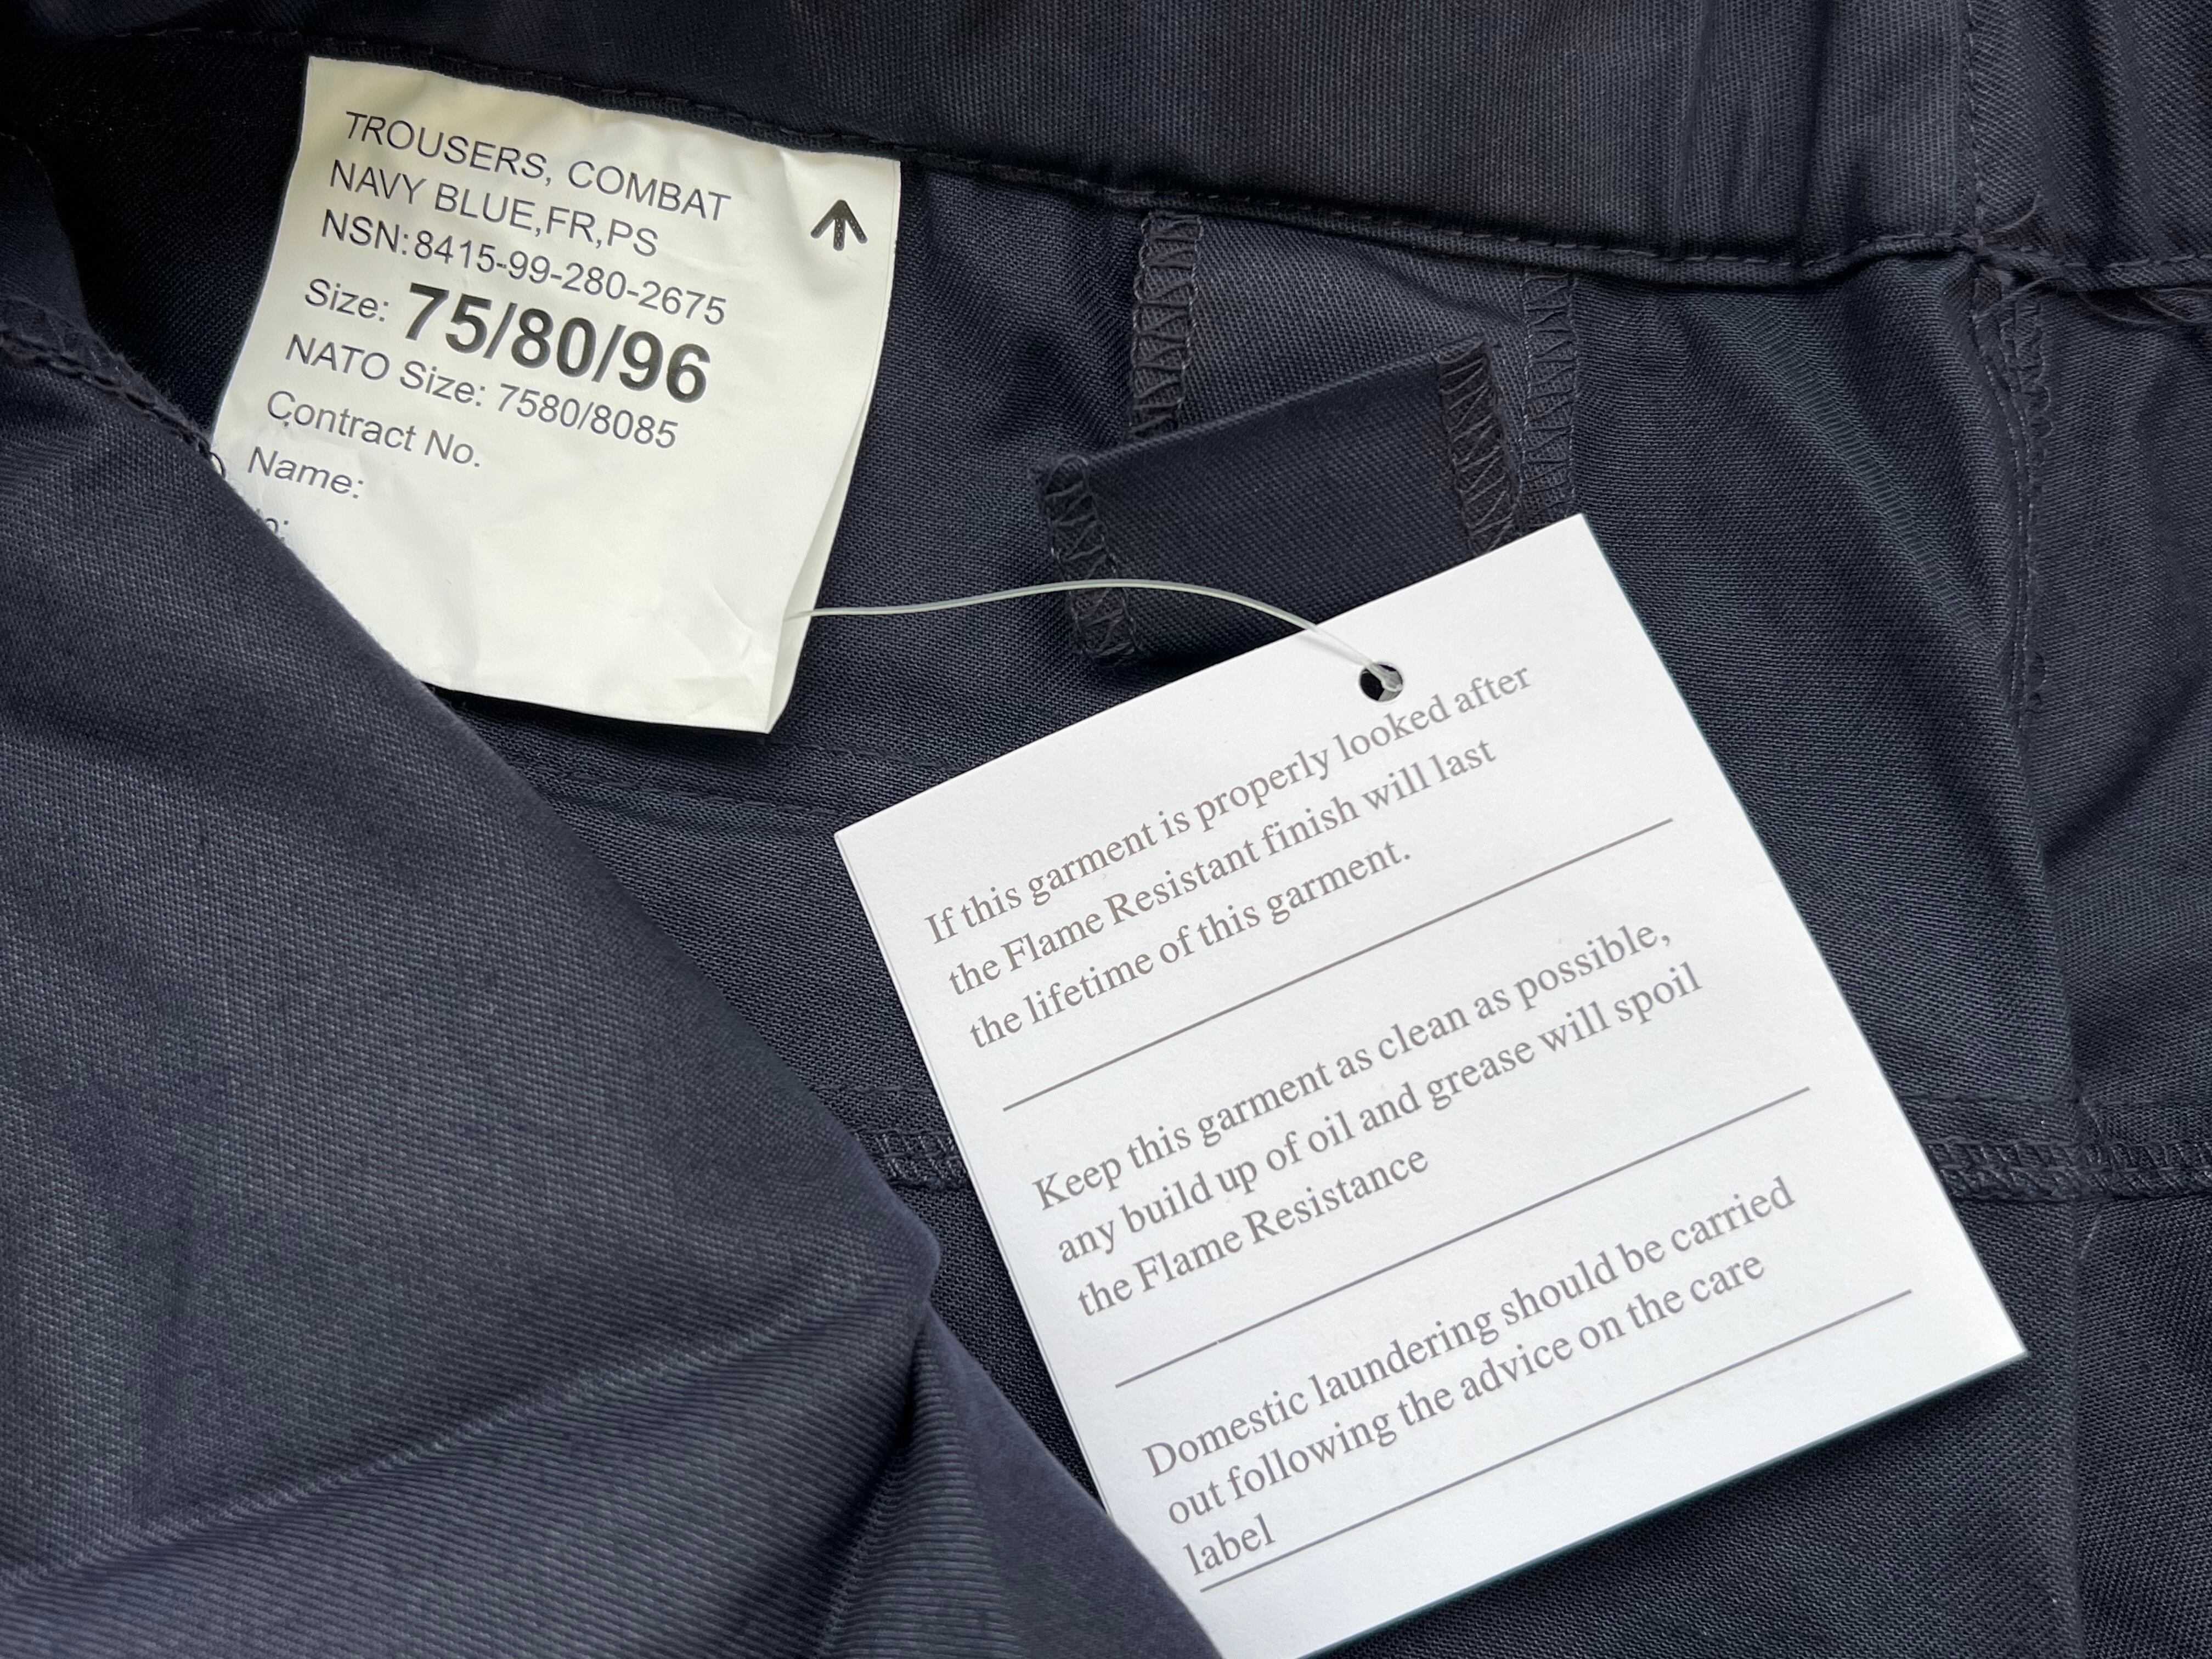 TROUSERS, COMBAT
NAVY BLUE,FR,PS
NSN:8415-99-280-2675
Size: 75/80/96
NATO Size: 7580/8085
Contract No.
Name:
If this garment is properly looked after
the Flame Resistant finish will last
the lifetime of this garment.
Keep this garment as clean as possible,
any build up of oil and grease will spoil
the Flame Resistance
Domestic laundering should be carried
out following the advice on the care
label